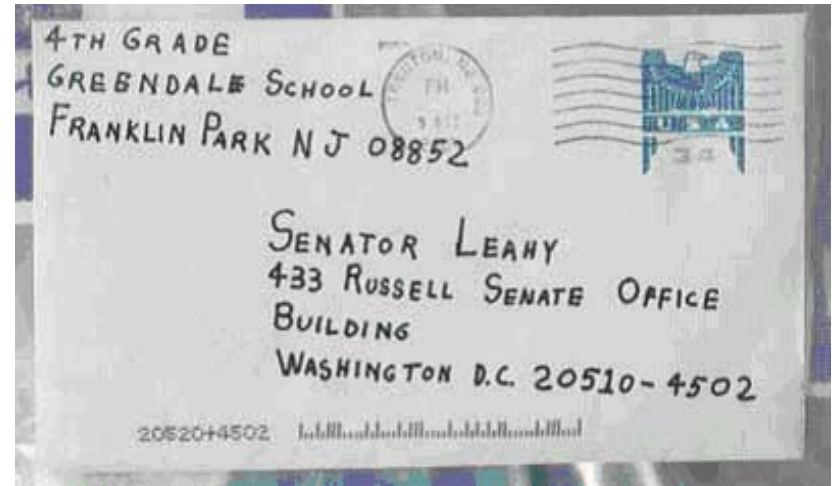 4TH GRADE
GREENDALE SCHOOL
FRANKLIN PARK NJ 08852
USA
34
SENATOR LEAHY
433 RUSSELL SENATE OFFICE
BUILDING
WASHINGTON D.C. 20510-4502
20520+4502